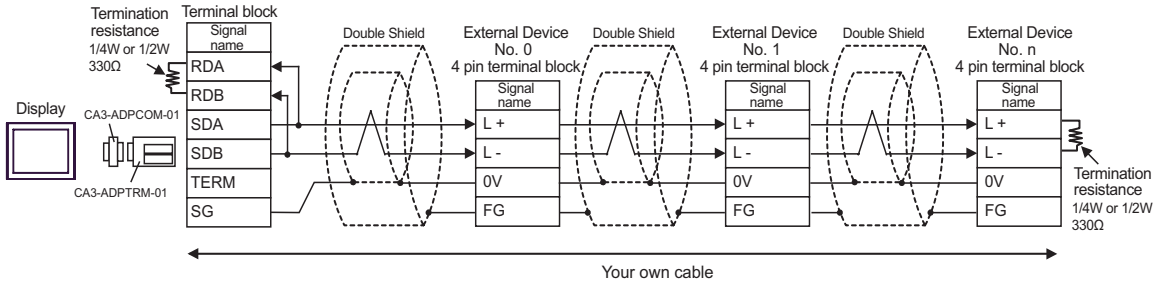 Termination
resistance
1/4W or 1/2W
330Ω
Display
CA3-ADPCOM-01
CA3-ADPTRM-01
Terminal block
Signal
name
RDA
RDB
SDA
SDB
TERM
SG
Double Shield
External Device
No. 0
4 pin terminal block
Signal
name
L +
L -
0V
FG
Double Shield
External Device
No. 1
4 pin terminal block
Signal
name
L +
L -
0V
FG
Double Shield
External Device
No. n
4 pin terminal block
Signal
name
L +
L -
0V
FG
Termination
resistance
1/4W or 1/2W
330Ω
Your own cable